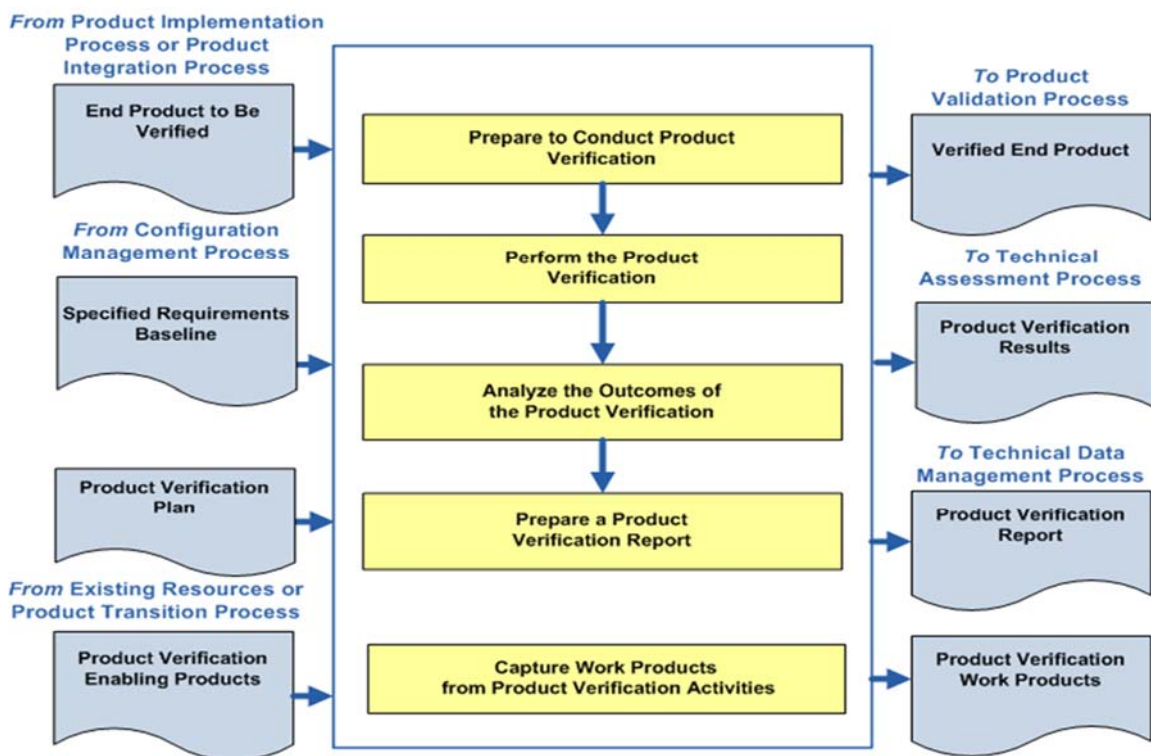 From Product Implementation
Process or Product
Integration Process
End Product to Be
Verified
From Configuration
Management Process
Specified Requirements
Baseline
Product Verification
Plan
From Existing Resources or
Product Transition Process
Product Verification
Enabling Products
Prepare to Conduct Product
Verification
Perform the Product
Verification
Analyze the Outcomes of
the Product Verification
Prepare a Product
Verification Report
Capture Work Products
from Product Verification Activities
To Product
Validation Process
Verified End Product
To Technical
Assessment Process
Product Verification
Results
To Technical Data
Management Process
Product Verification
Report
Product Verification
Work Products